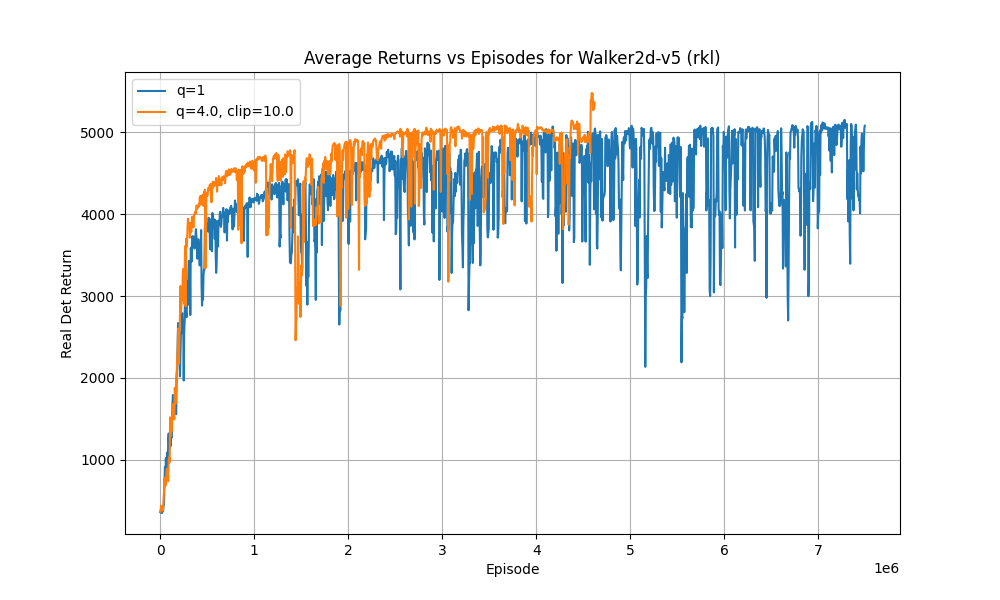 Average Returns vs Episodes for Walker2d-v5 (rkl)
q=1
q=4.0, clip=10.0
Real Det Return
5000
4000
3000
2000
1000
0 1 2 3 4 5 6 7
1e6
Episode